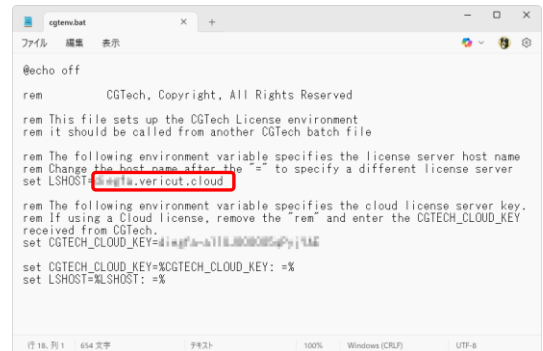 cgtenv.bat
ファイル 編集 表示
@echo off
rem CGTech, Copyright, All Rights Reserved
rem This file sets up the CGTech License environment
rem it should be called from another CGTech batch file
rem The following environment variable specifies the license server host name
rem Change the host name after the "=" to specify a different license server
set LSHOST=.vericut.cloud
rem The following environment variable specifies the cloud license server key.
rem If using a Cloud license, remove the "rem" and enter the CGTECH_CLOUD_KEY
received from CGTech.
set CGTECH_CLOUD_KEY=
set CGTECH_CLOUD_KEY=%CGTECH_CLOUD_KEY: =%
set LSHOST=%LSHOST: =%
行 18、列 1 654 文字 テキスト 100% Windows (CRLF) UTF-8